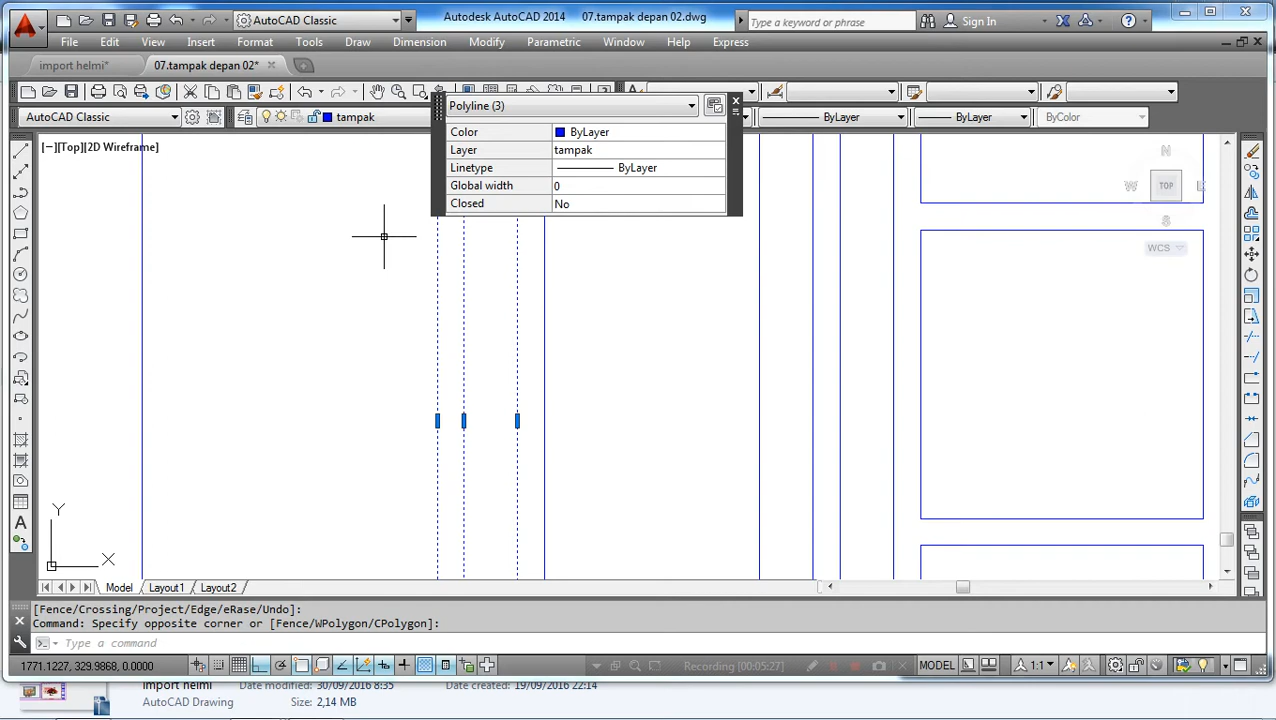 AutoCAD Classic
Autodesk AutoCAD 2014 07.tampak depan 02.dwg
Type a keyword or phrase
Sign In
File Edit View Insert Format Tools Draw Dimension Modify Parametric Window Help Express
import helmi*
07.tampak depan 02*
AutoCAD Classic
tampak
ByLayer
ByLayer
ByColor
Polyline (3)
Color ByLayer
Layer tampak
Linetype ByLayer
Global width 0
Closed No
[−][Top][2D Wireframe]
N
W TOP E
S
WCS
Y
X
Model Layout1 Layout2
[Fence/Crossing/Project/Edge/eRase/Undo]:
Command: Specify opposite corner or [Fence/WPolygon/CPolygon]:
Type a command
1771.1227, 329.9868, 0.0000
Recording [00:05:27]
MODEL
1:1
import helmi Date modified: 30/09/2016 8:35 Date created: 19/09/2016 22:14
AutoCAD Drawing Size: 2,14 MB